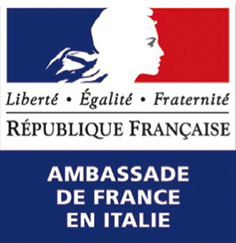 Liberté • Égalité • Fraternité
RÉPUBLIQUE FRANÇAISE
AMBASSADE
DE FRANCE
EN ITALIE